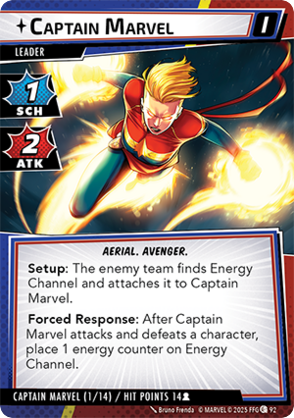 CAPTAIN MARVEL
I
LEADER
1
SCH
2
ATK
AERIAL. AVENGER.
Setup: The enemy team finds Energy
Channel and attaches it to Captain
Marvel.
Forced Response: After Captain
Marvel attacks and defeats a character,
place 1 energy counter on Energy
Channel.
CAPTAIN MARVEL (1/14) / HIT POINTS 14
Bruno Frenda © MARVEL © 2025 FFG 92